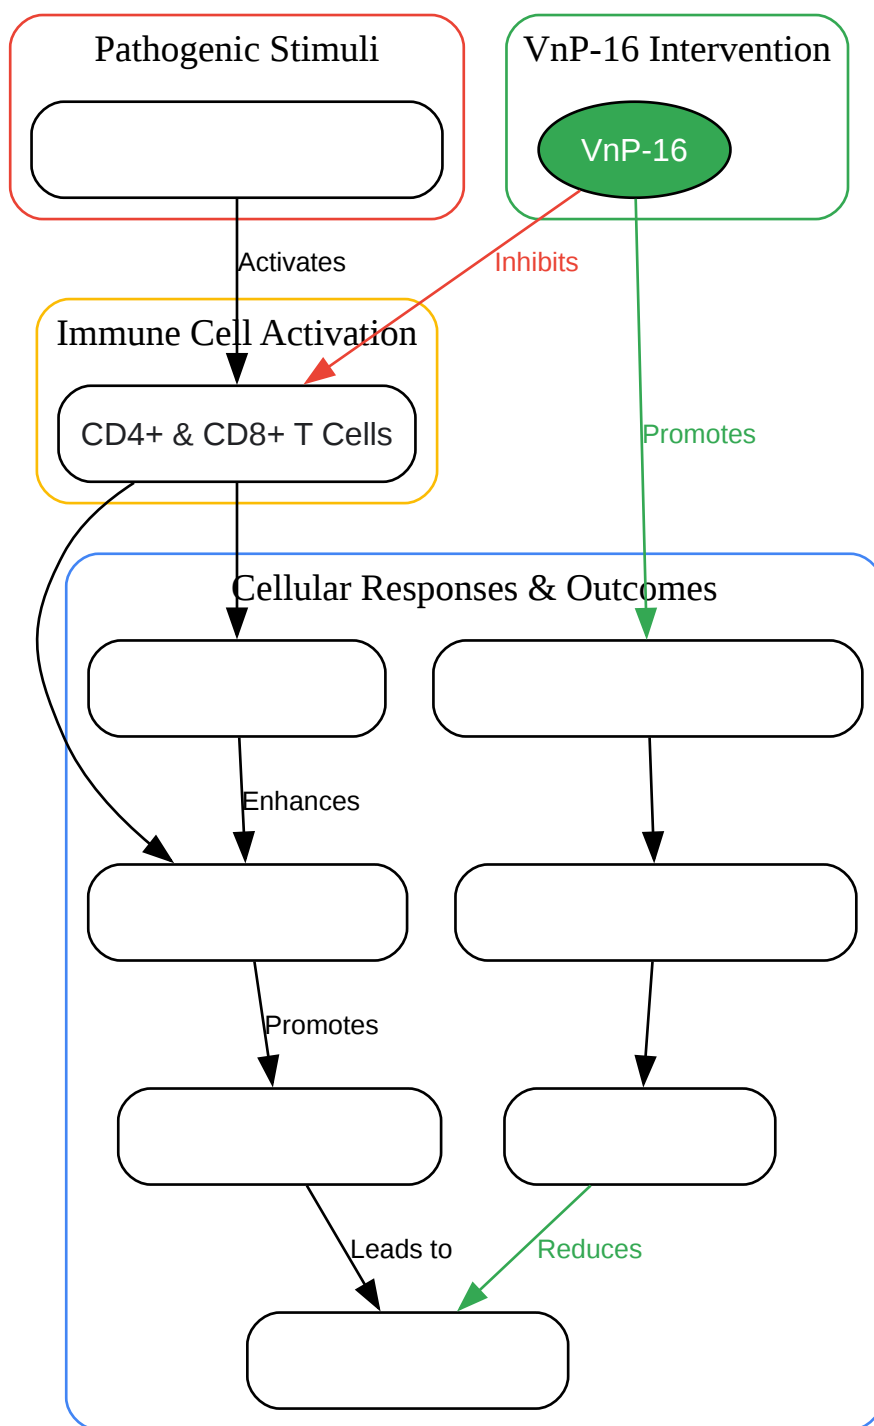 Pathogenic Stimuli
VnP-16 Intervention
VnP-16
Activates
Inhibits
Immune Cell Activation
CD4+ & CD8+ T Cells
Promotes
Cellular Responses & Outcomes
Enhances
Promotes
Leads to
Reduces